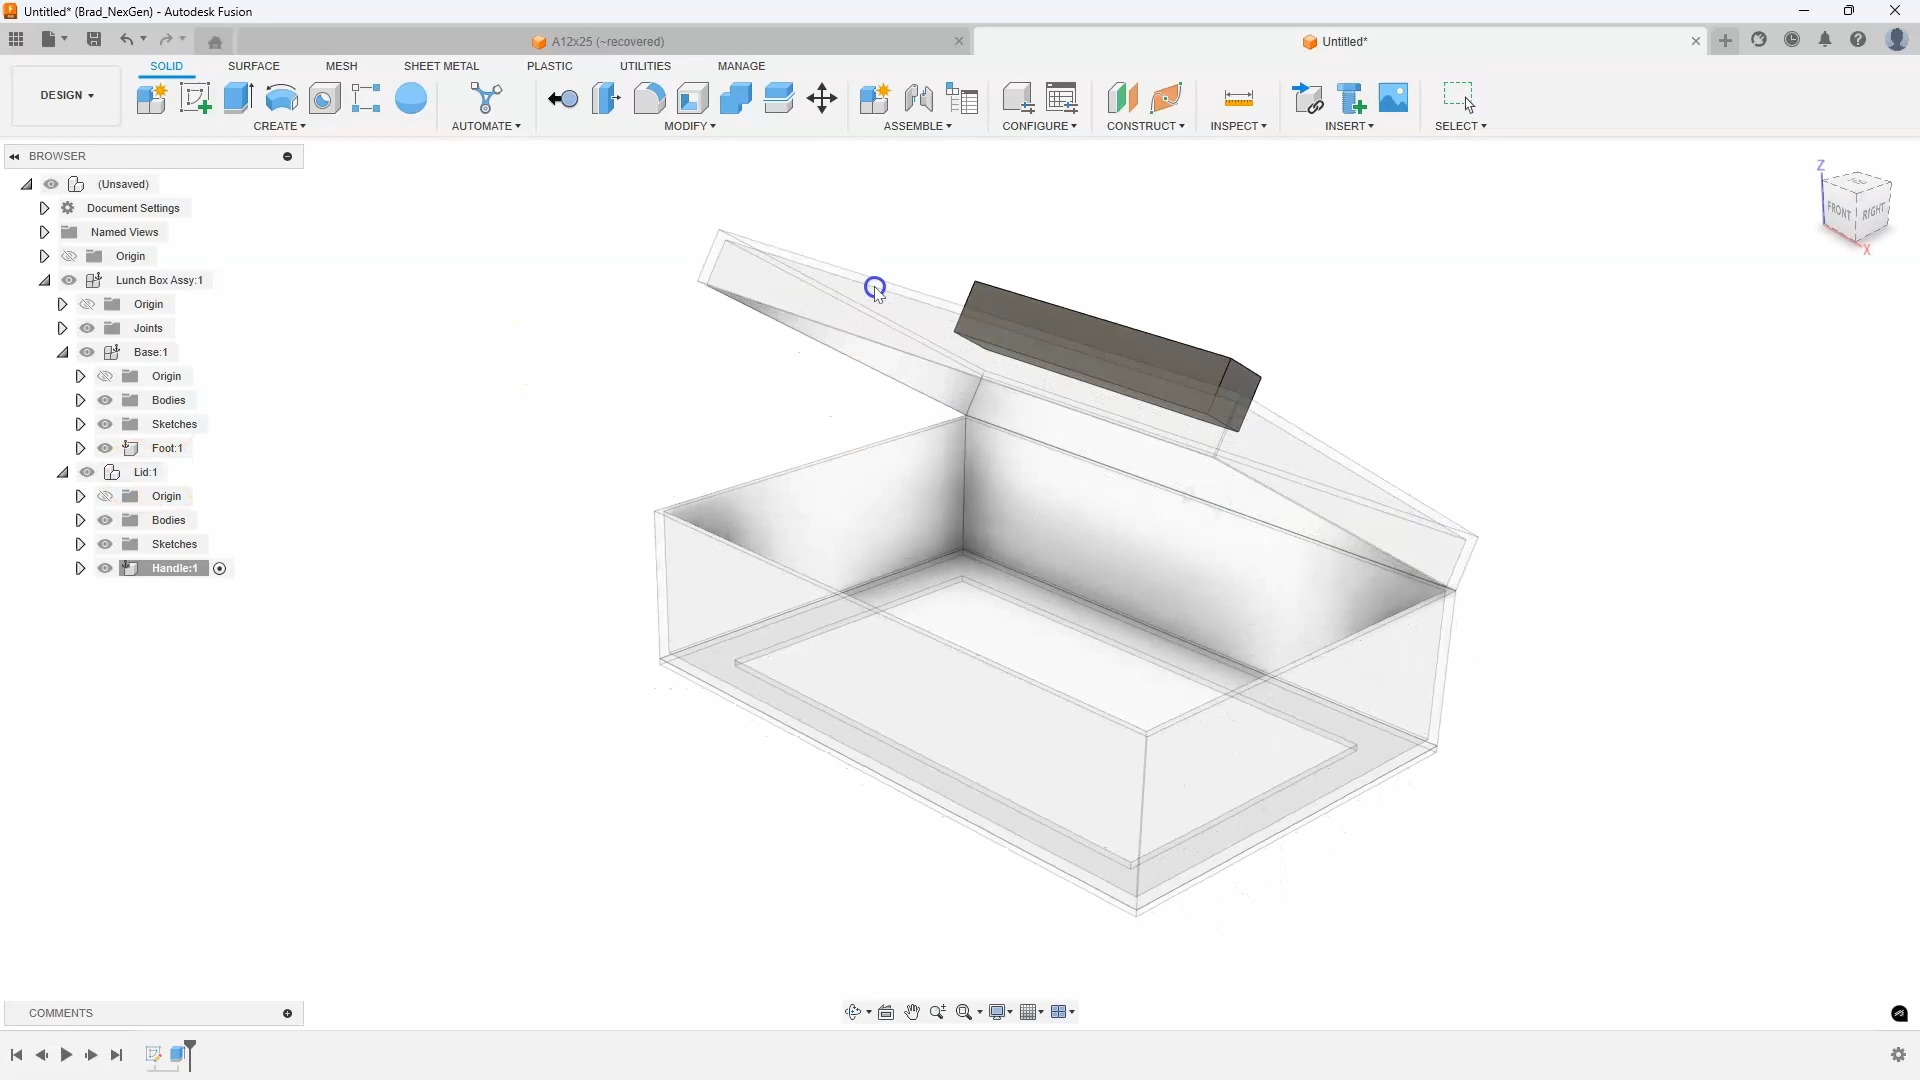 Untitled* (Brad_NexGen) - Autodesk Fusion
A12x25 (~recovered)
Untitled*
SOLID
SURFACE
MESH
SHEET METAL
PLASTIC
UTILITIES
MANAGE
DESIGN
CREATE
AUTOMATE
MODIFY
ASSEMBLE
CONFIGURE
CONSTRUCT
INSPECT
INSERT
SELECT
BROWSER
(Unsaved)
Document Settings
Named Views
Origin
Lunch Box Assy:1
Origin
Joints
Base:1
Origin
Bodies
Sketches
Foot:1
Lid:1
Origin
Bodies
Sketches
Handle:1
Z
FRONT
RIGHT
X
COMMENTS